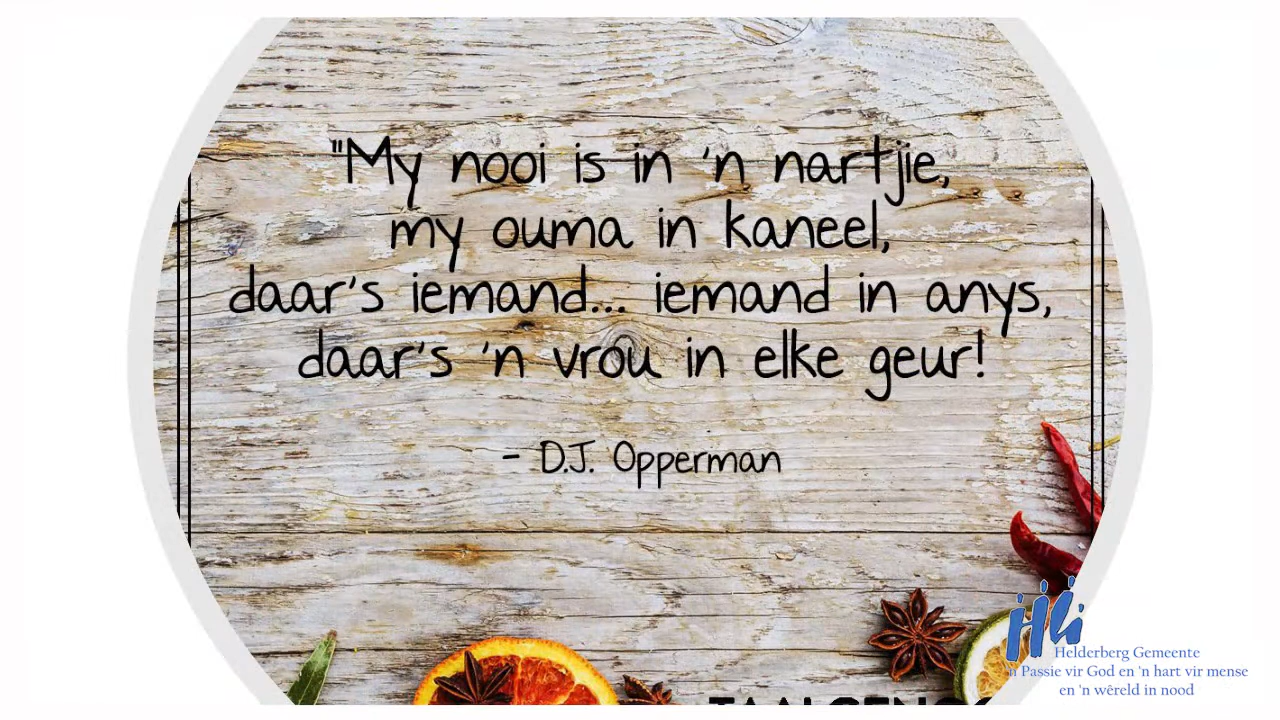 "My nooi is in 'n nartjie,
my ouma in kaneel,
daar's iemand... iemand in anys,
daar's 'n vrou in elke geur!
- D.J. Opperman
Helderberg Gemeente
'n Passie vir God en 'n hart vir mense
en 'n wêreld in nood